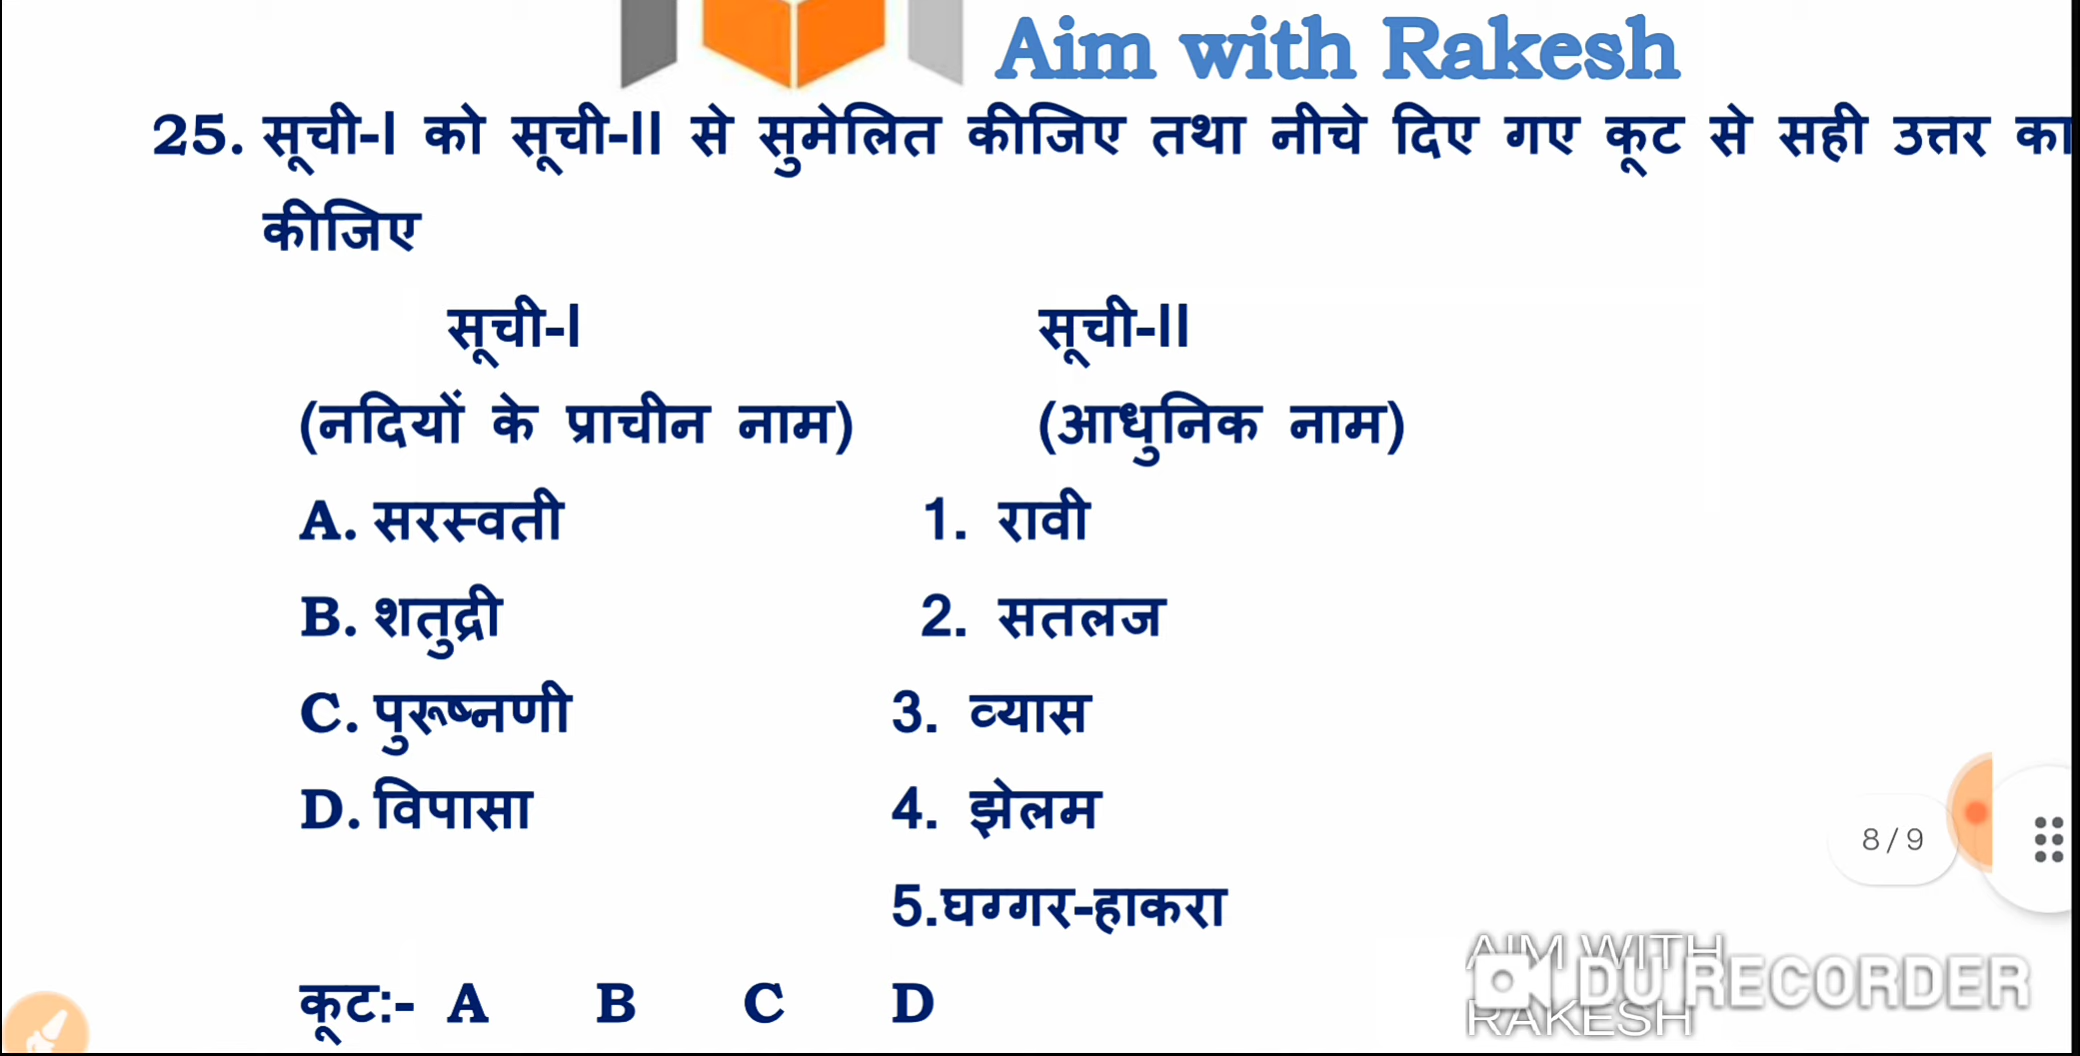 Aim with Rakesh
25. सूची-I को सूची-II से सुमेलित कीजिए तथा नीचे दिए गए कूट से सही उत्तर का
कीजिए
सूची-I सूची-II
(नदियों के प्राचीन नाम) (आधुनिक नाम)
A. सरस्वती 1. रावी
B. शतुद्री 2. सतलज
C. पुरूष्नणी 3. व्यास
D. विपासा 4. झेलम
8/9
5.घग्गर-हाकरा
कूट:- A B C D
AIM WITH
RAKESH
DU RECORDER